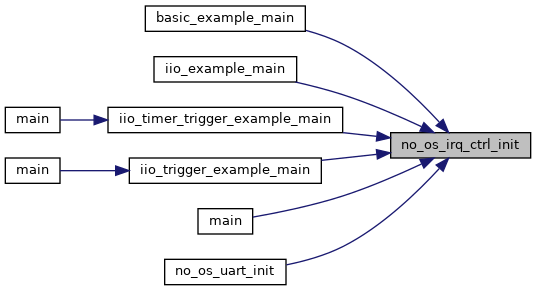 basic_example_main
iio_example_main
main
iio_timer_trigger_example_main
no_os_irq_ctrl_init
main
iio_trigger_example_main
main
no_os_uart_init